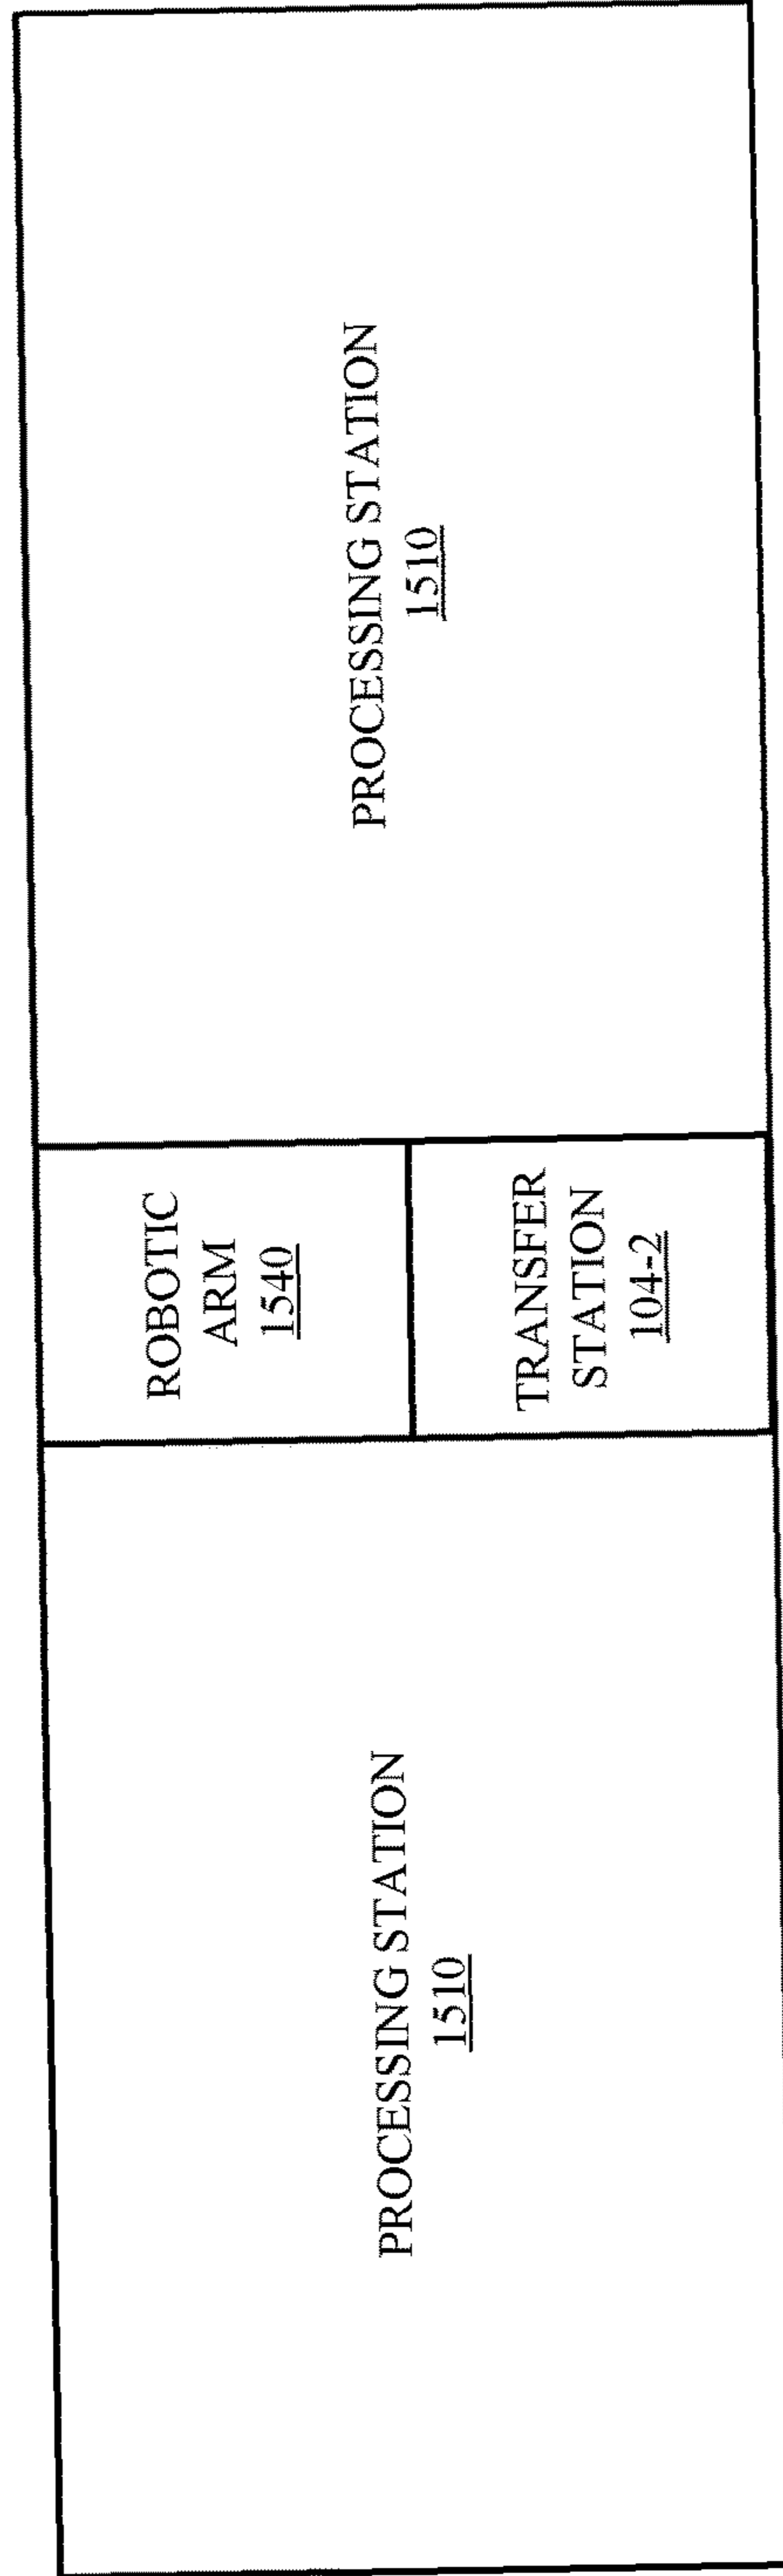 PROCESSING STATION
1510
ROBOTIC
ARM
1540
TRANSFER
STATION
104-2
PROCESSING STATION
1510